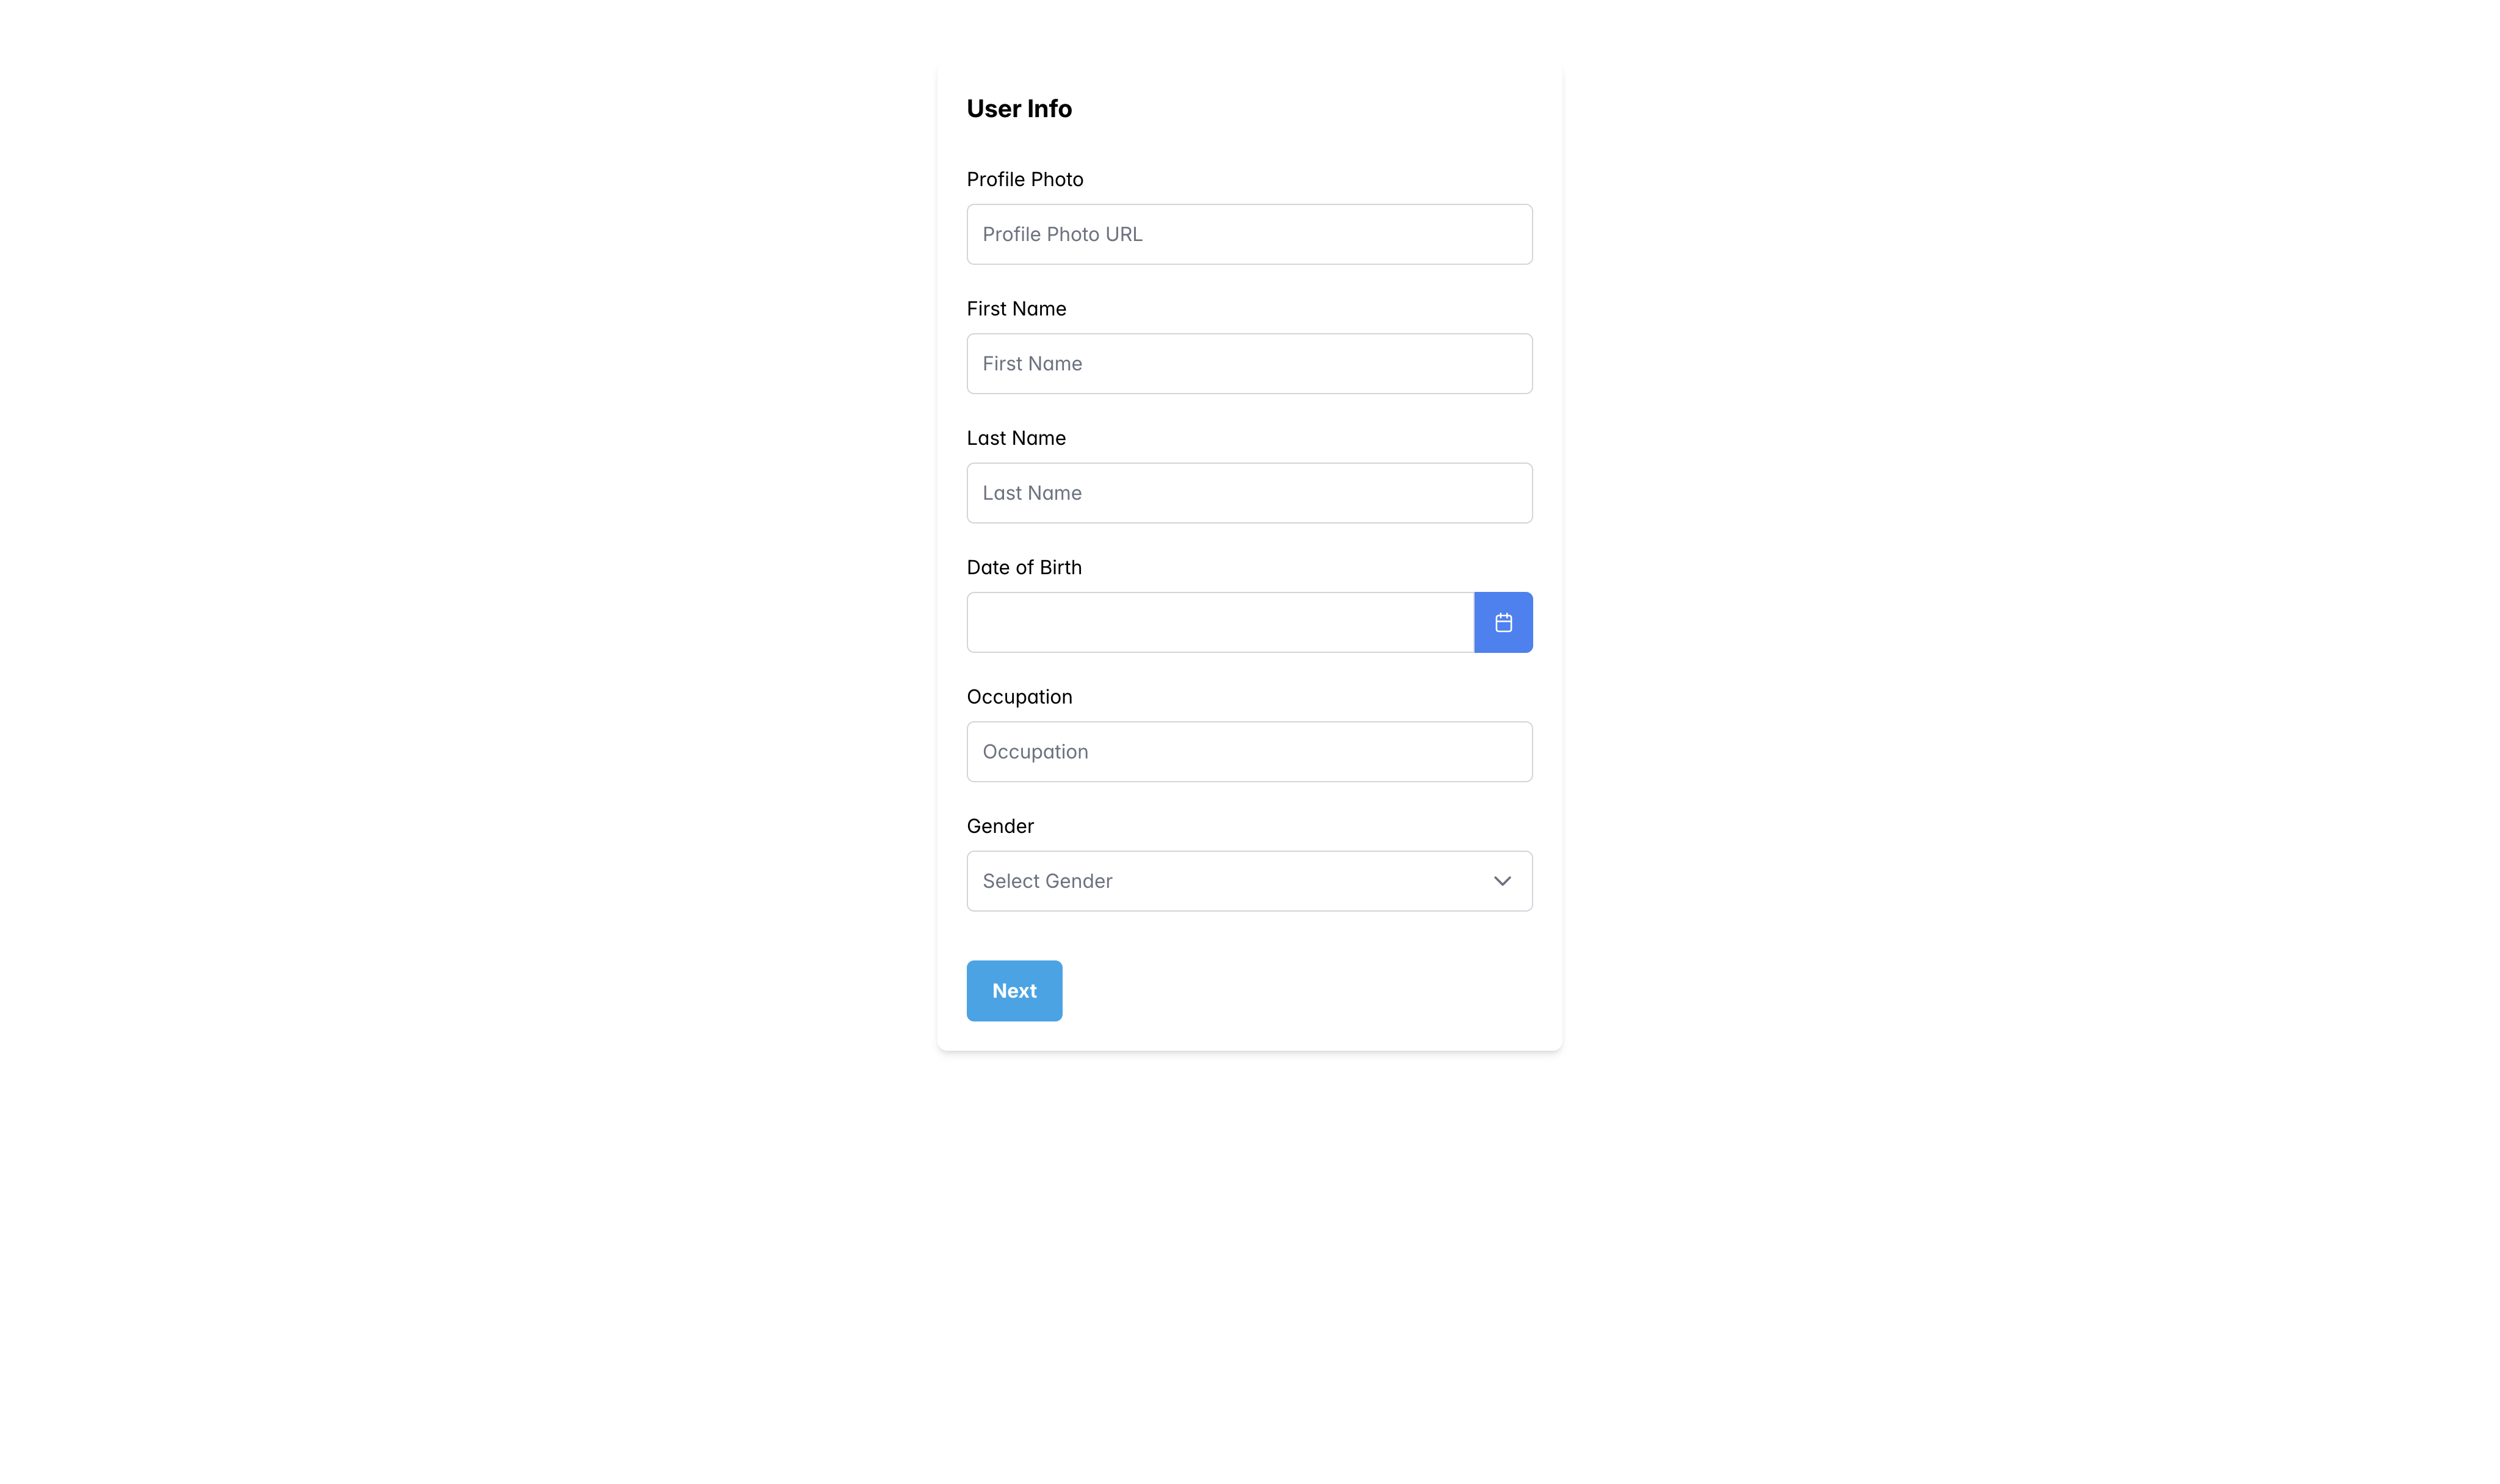 User Info
Profile Photo
Profile Photo URL
First Name
First Name
Last Name
Last Name
Date of Birth
Occupation
Occupation
Gender
Select Gender
Next